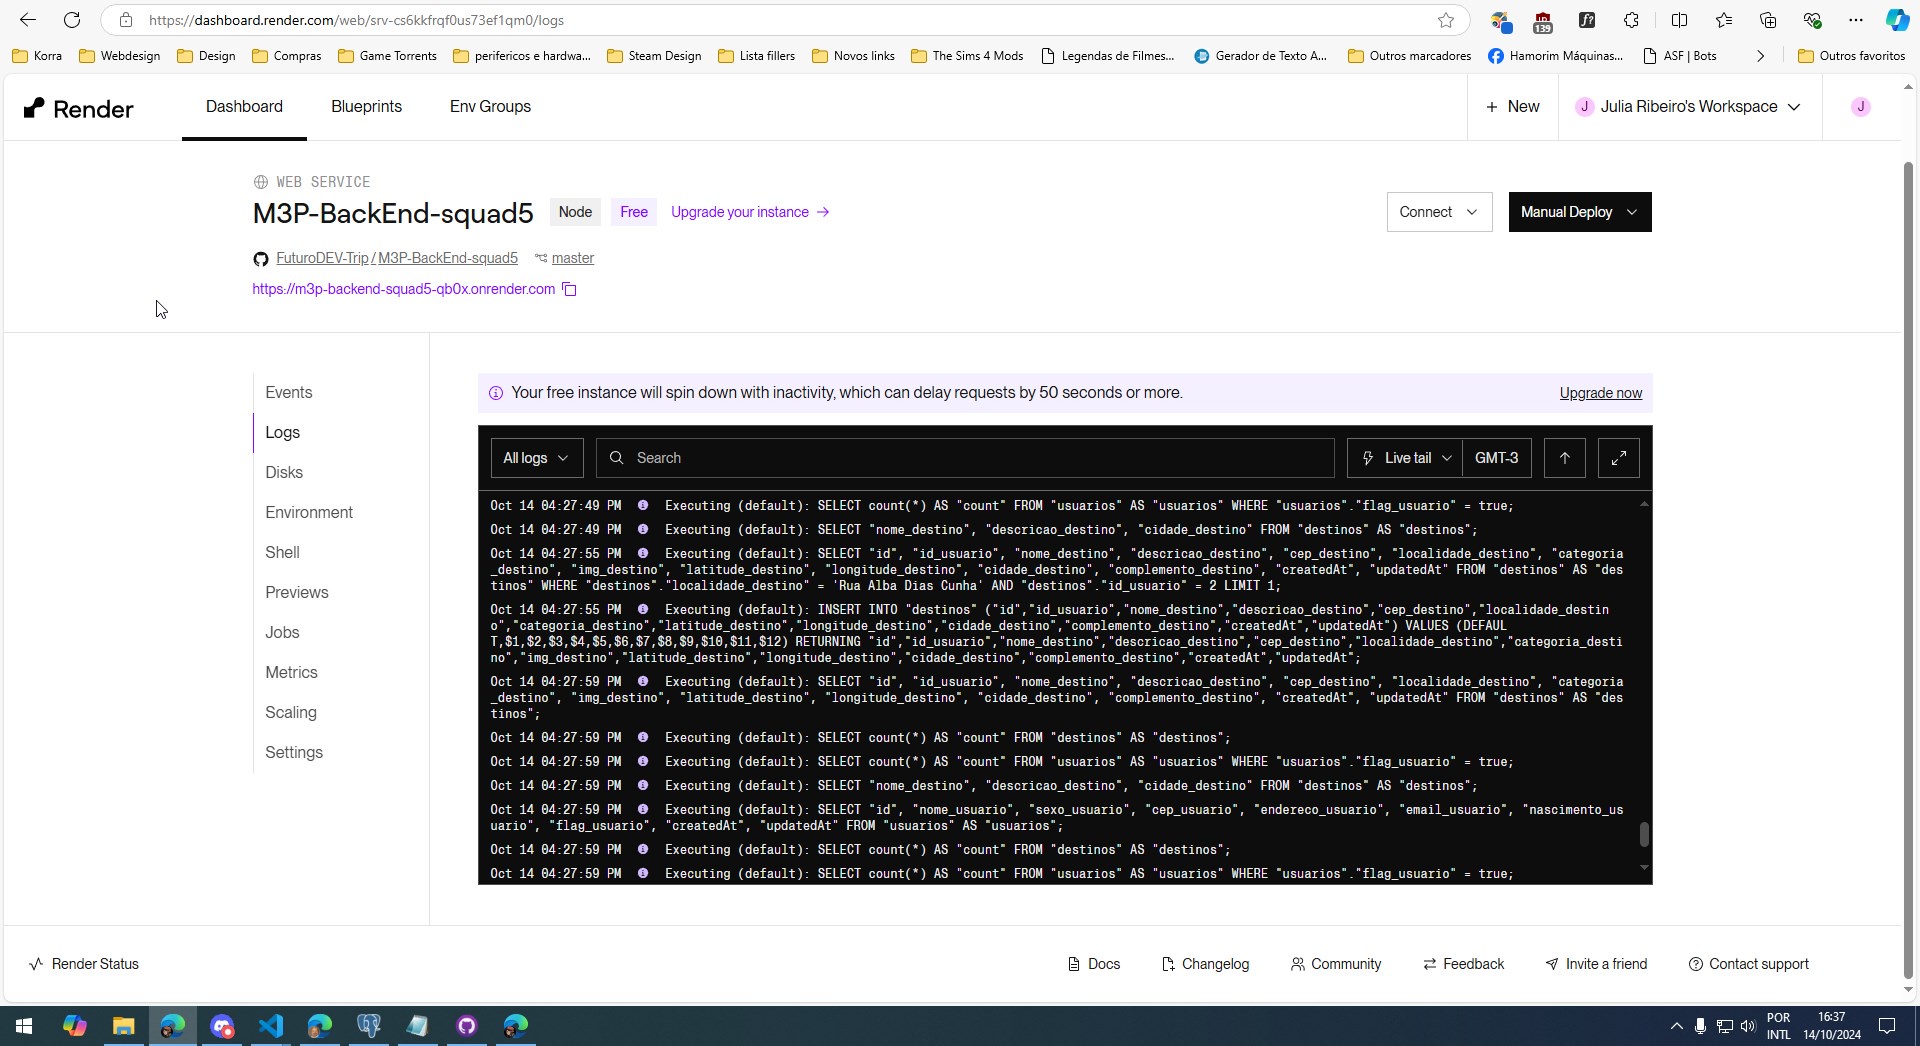 https://dashboard.render.com/web/srv-cs6kkfrqf0us73ef1qm0/logs
139
f?
Korra Webdesign Design Compras Game Torrents perifericos e hardwa... Steam Design Lista fillers Novos links The Sims 4 Mods Legendas de Filmes... Gerador de Texto A... Outros marcadores Hamorim Máquinas... ASF | Bots Outros favoritos
Render Dashboard Blueprints Env Groups + New J Julia Ribeiro's Workspace J
WEB SERVICE
M3P-BackEnd-squad5 Node Free Upgrade your instance → Connect Manual Deploy
FuturoDEV-Trip / M3P-BackEnd-squad5 master
https://m3p-backend-squad5-qb0x.onrender.com
Events
Logs
Disks
Environment
Shell
Previews
Jobs
Metrics
Scaling
Settings
Your free instance will spin down with inactivity, which can delay requests by 50 seconds or more. Upgrade now
All logs Search Live tail GMT-3
Oct 14 04:27:49 PM Executing (default): SELECT count(*) AS "count" FROM "usuarios" AS "usuarios" WHERE "usuarios"."flag_usuario" = true;
Oct 14 04:27:49 PM Executing (default): SELECT "nome_destino", "descricao_destino", "cidade_destino" FROM "destinos" AS "destinos";
Oct 14 04:27:55 PM Executing (default): SELECT "id", "id_usuario", "nome_destino", "descricao_destino", "cep_destino", "localidade_destino", "categoria
_destino", "img_destino", "latitude_destino", "longitude_destino", "cidade_destino", "complemento_destino", "createdAt", "updatedAt" FROM "destinos" AS "des
tinos" WHERE "destinos"."localidade_destino" = 'Rua Alba Dias Cunha' AND "destinos"."id_usuario" = 2 LIMIT 1;
Oct 14 04:27:55 PM Executing (default): INSERT INTO "destinos" ("id","id_usuario","nome_destino","descricao_destino","cep_destino","localidade_destin
o","categoria_destino","latitude_destino","longitude_destino","cidade_destino","complemento_destino","createdAt","updatedAt") VALUES (DEFAUL
T,$1,$2,$3,$4,$5,$6,$7,$8,$9,$10,$11,$12) RETURNING "id","id_usuario","nome_destino","descricao_destino","cep_destino","localidade_destino","categoria_desti
no","img_destino","latitude_destino","longitude_destino","cidade_destino","complemento_destino","createdAt","updatedAt";
Oct 14 04:27:59 PM Executing (default): SELECT "id", "id_usuario", "nome_destino", "descricao_destino", "cep_destino", "localidade_destino", "categoria
_destino", "img_destino", "latitude_destino", "longitude_destino", "cidade_destino", "complemento_destino", "createdAt", "updatedAt" FROM "destinos" AS "des
tinos";
Oct 14 04:27:59 PM Executing (default): SELECT count(*) AS "count" FROM "destinos" AS "destinos";
Oct 14 04:27:59 PM Executing (default): SELECT count(*) AS "count" FROM "usuarios" AS "usuarios" WHERE "usuarios"."flag_usuario" = true;
Oct 14 04:27:59 PM Executing (default): SELECT "nome_destino", "descricao_destino", "cidade_destino" FROM "destinos" AS "destinos";
Oct 14 04:27:59 PM Executing (default): SELECT "id", "nome_usuario", "sexo_usuario", "cep_usuario", "endereco_usuario", "email_usuario", "nascimento_us
uario", "flag_usuario", "createdAt", "updatedAt" FROM "usuarios" AS "usuarios";
Oct 14 04:27:59 PM Executing (default): SELECT count(*) AS "count" FROM "destinos" AS "destinos";
Oct 14 04:27:59 PM Executing (default): SELECT count(*) AS "count" FROM "usuarios" AS "usuarios" WHERE "usuarios"."flag_usuario" = true;
Render Status Docs Changelog Community Feedback Invite a friend Contact support
POR 16:37
INTL 14/10/2024